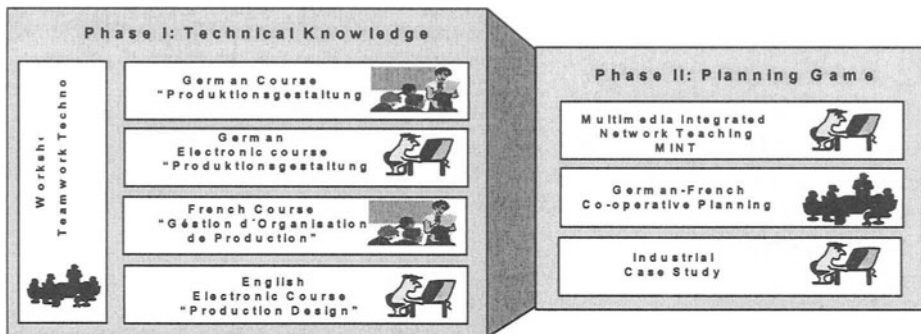 Phase I: Technical Knowledge
Worksh
Teamwork Techno
German Course
"Produktionsgestaltung
German
Electronic course
"Produktionsgestaltung
French Course
"Géstion d´Organisation
de Production"
English
Electronic Course
"Production Design"
Phase II: Planning Game
Multimedia Integrated
Network Teaching
MINT
German-French
Co-operative Planning
Industrial
Case Study